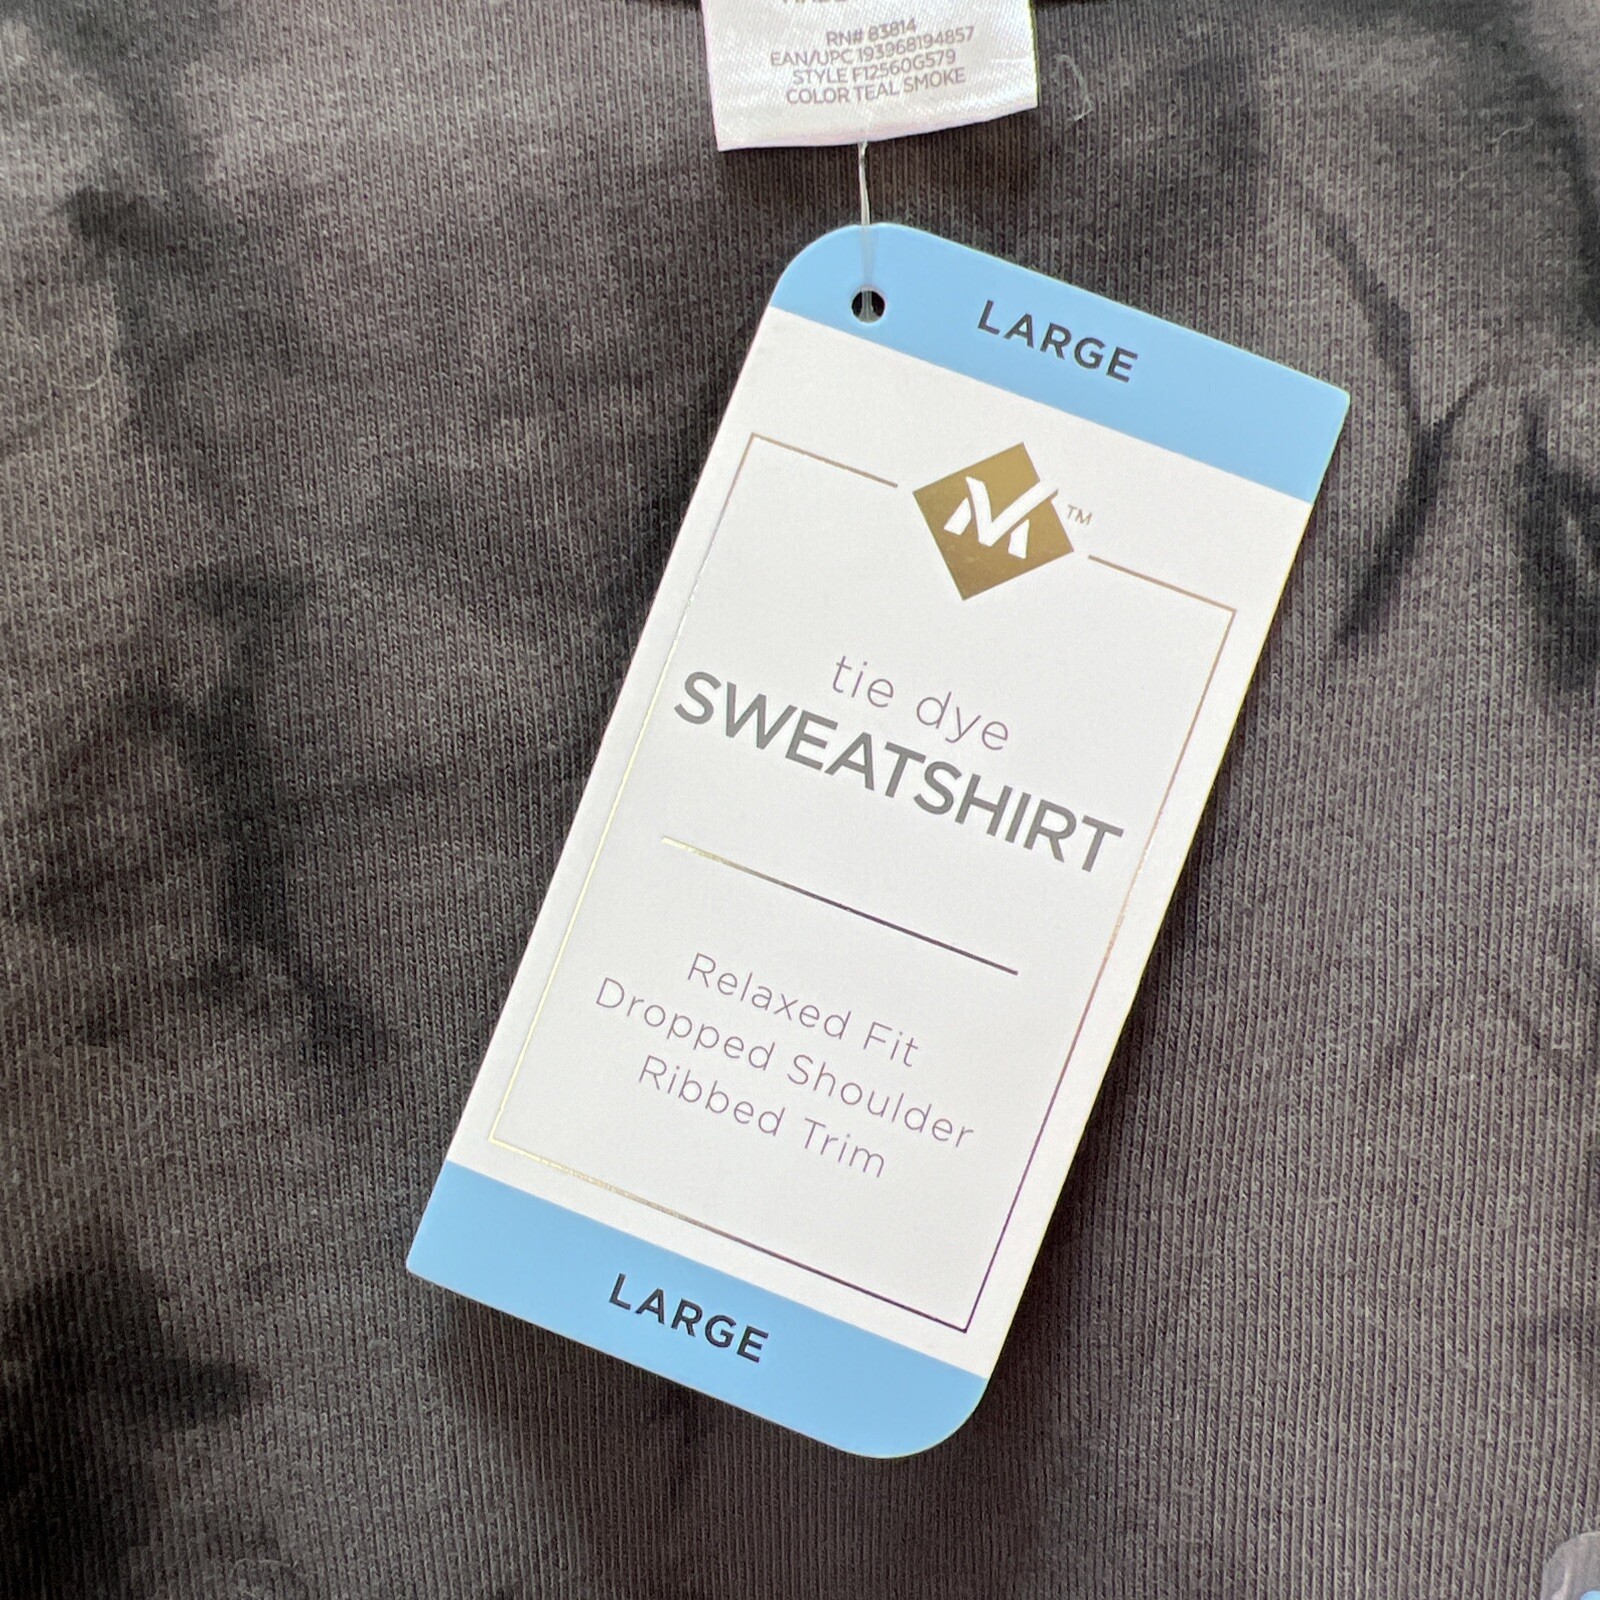 RN# 83814
EAN/UPC 193968194857
STYLE F12560G579
COLOR TEAL SMOKE
LARGE
M™
tie dye
SWEATSHIRT
Relaxed Fit
Dropped Shoulder
Ribbed Trim
LARGE